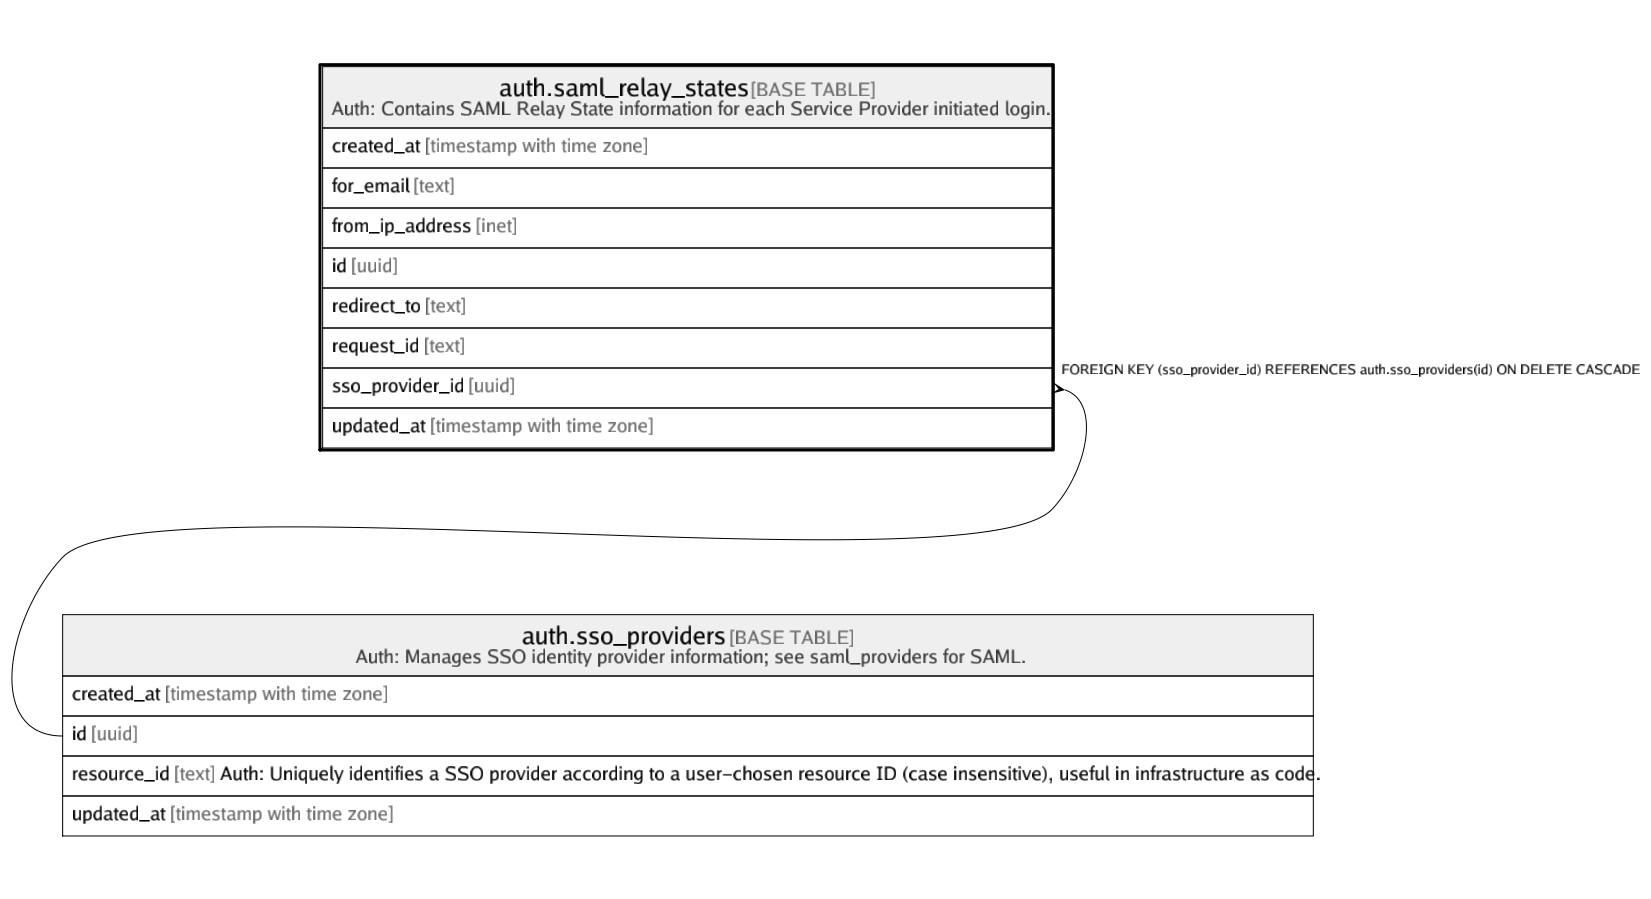 auth.saml_relay_states [BASE TABLE]
Auth: Contains SAML Relay State information for each Service Provider initiated login.
created_at [timestamp with time zone]
for_email [text]
from_ip_address [inet]
id [uuid]
redirect_to [text]
request_id [text]
FOREIGN KEY (sso_provider_id) REFERENCES auth.sso_providers(id) ON DELETE CASCADE
sso_provider_id [uuid]
updated_at [timestamp with time zone]
auth.sso_providers [BASE TABLE]
Auth: Manages SSO identity provider information; see saml_providers for SAML.
created_at [timestamp with time zone]
id [uuid]
resource_id [text] Auth: Uniquely identifies a SSO provider according to a user-chosen resource ID (case insensitive), useful in infrastructure as code.
updated_at [timestamp with time zone]